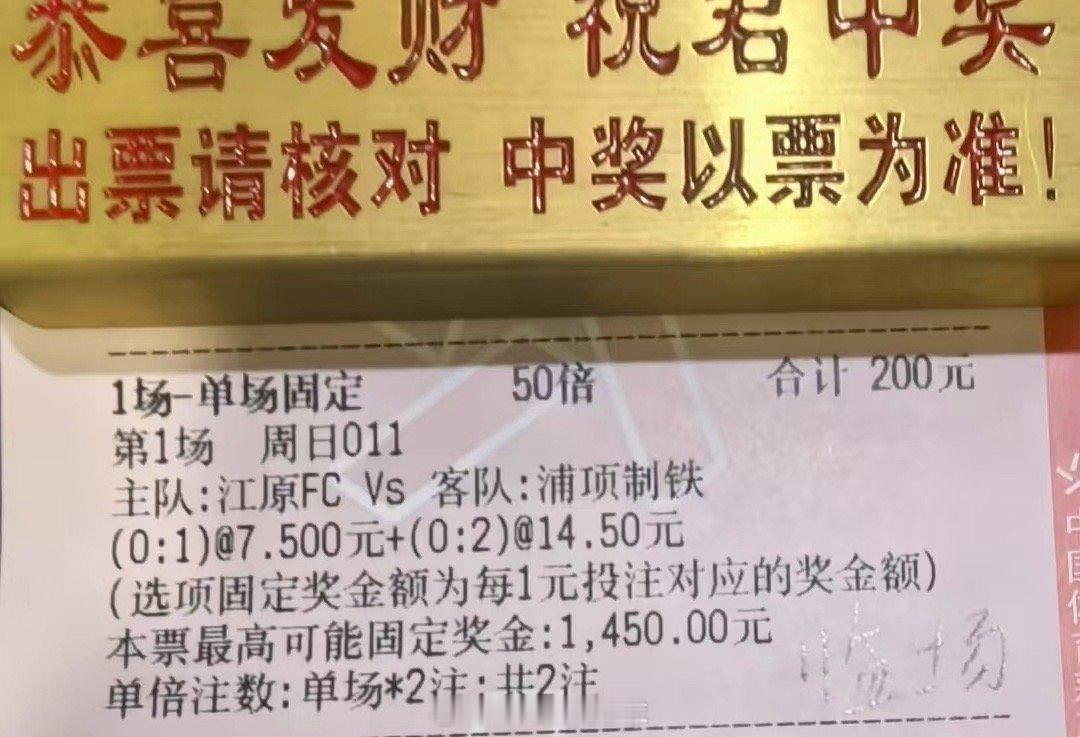 恭喜发财 祝君中奖
出票请核对 中奖以票为准!
1场-单场固定 50倍 合计 200元
第1场 周日011
主队:江原FC Vs 客队:浦项制铁
(0:1)@7.500元+(0:2)@14.50元
(选项固定奖金额为每1元投注对应的奖金额)
本票最高可能固定奖金:1,450.00元
单倍注数:单场*2注;共2注
中国体